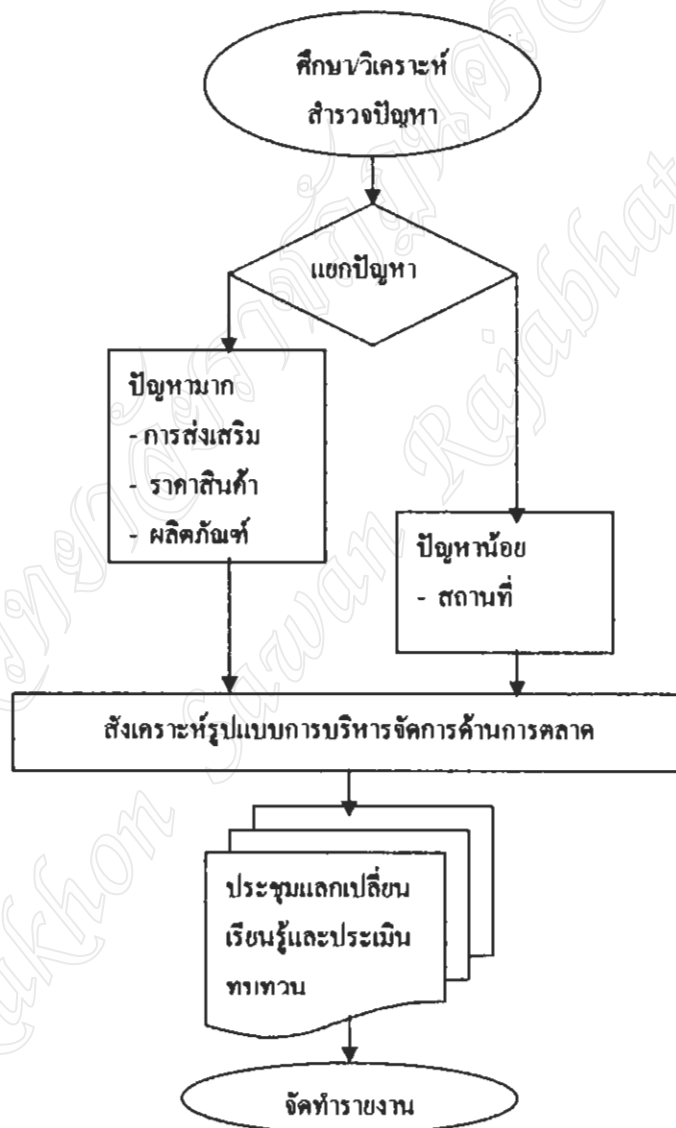 ศึกษา/วิเคราะห์
สำรวจปัญหา
แยกปัญหา
ปัญหามาก
- การส่งเสริม
- ราคาสินค้า
- ผลิตภัณฑ์
ปัญหาน้อย
- สถานที่
สังเคราะห์รูปแบบการบริหารจัดการด้านการตลาด
ประชุมแลกเปลี่ยน
เรียนรู้และประเมิน
ทบทวน
จัดทำรายงาน
Sawan Rajabhat